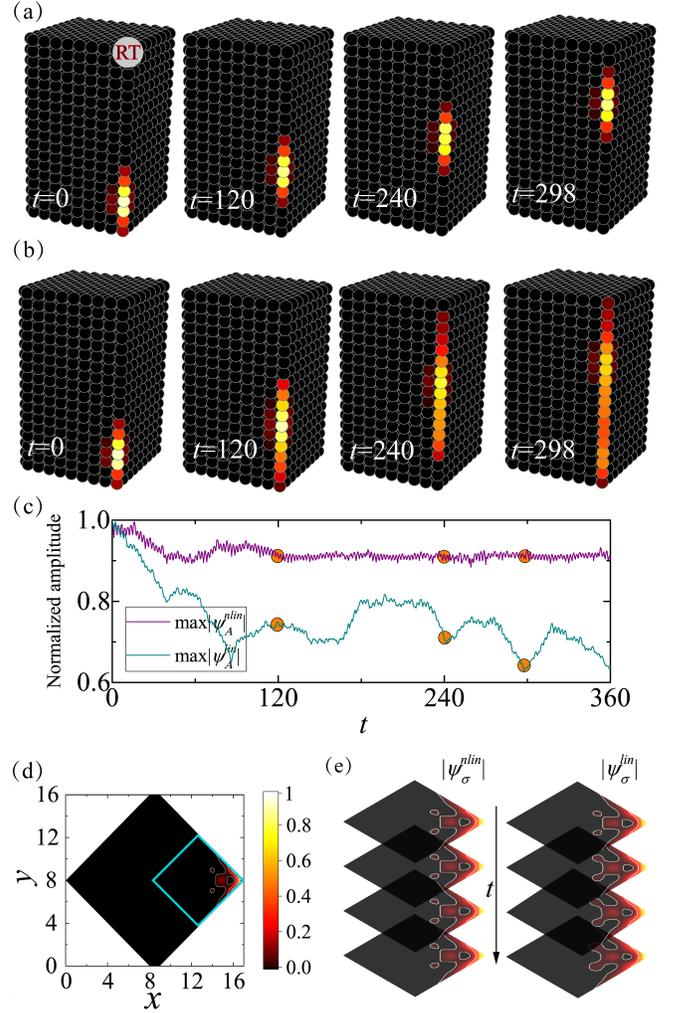 (a)
RT
t=0
t=120
t=240
t=298
(b)
t=0
t=120
t=240
t=298
(c)
Normalized amplitude
1.0
0.8
0.6
max|ψ_A^{nlin}|
max|ψ_A^{lin}|
0
120
240
360
t
(d)
y
16
12
8
4
0
0
4
8
12
16
x
1
0.8
0.6
0.4
0.2
0.0
(e)
|ψ_σ^{nlin}|
|ψ_σ^{lin}|
t